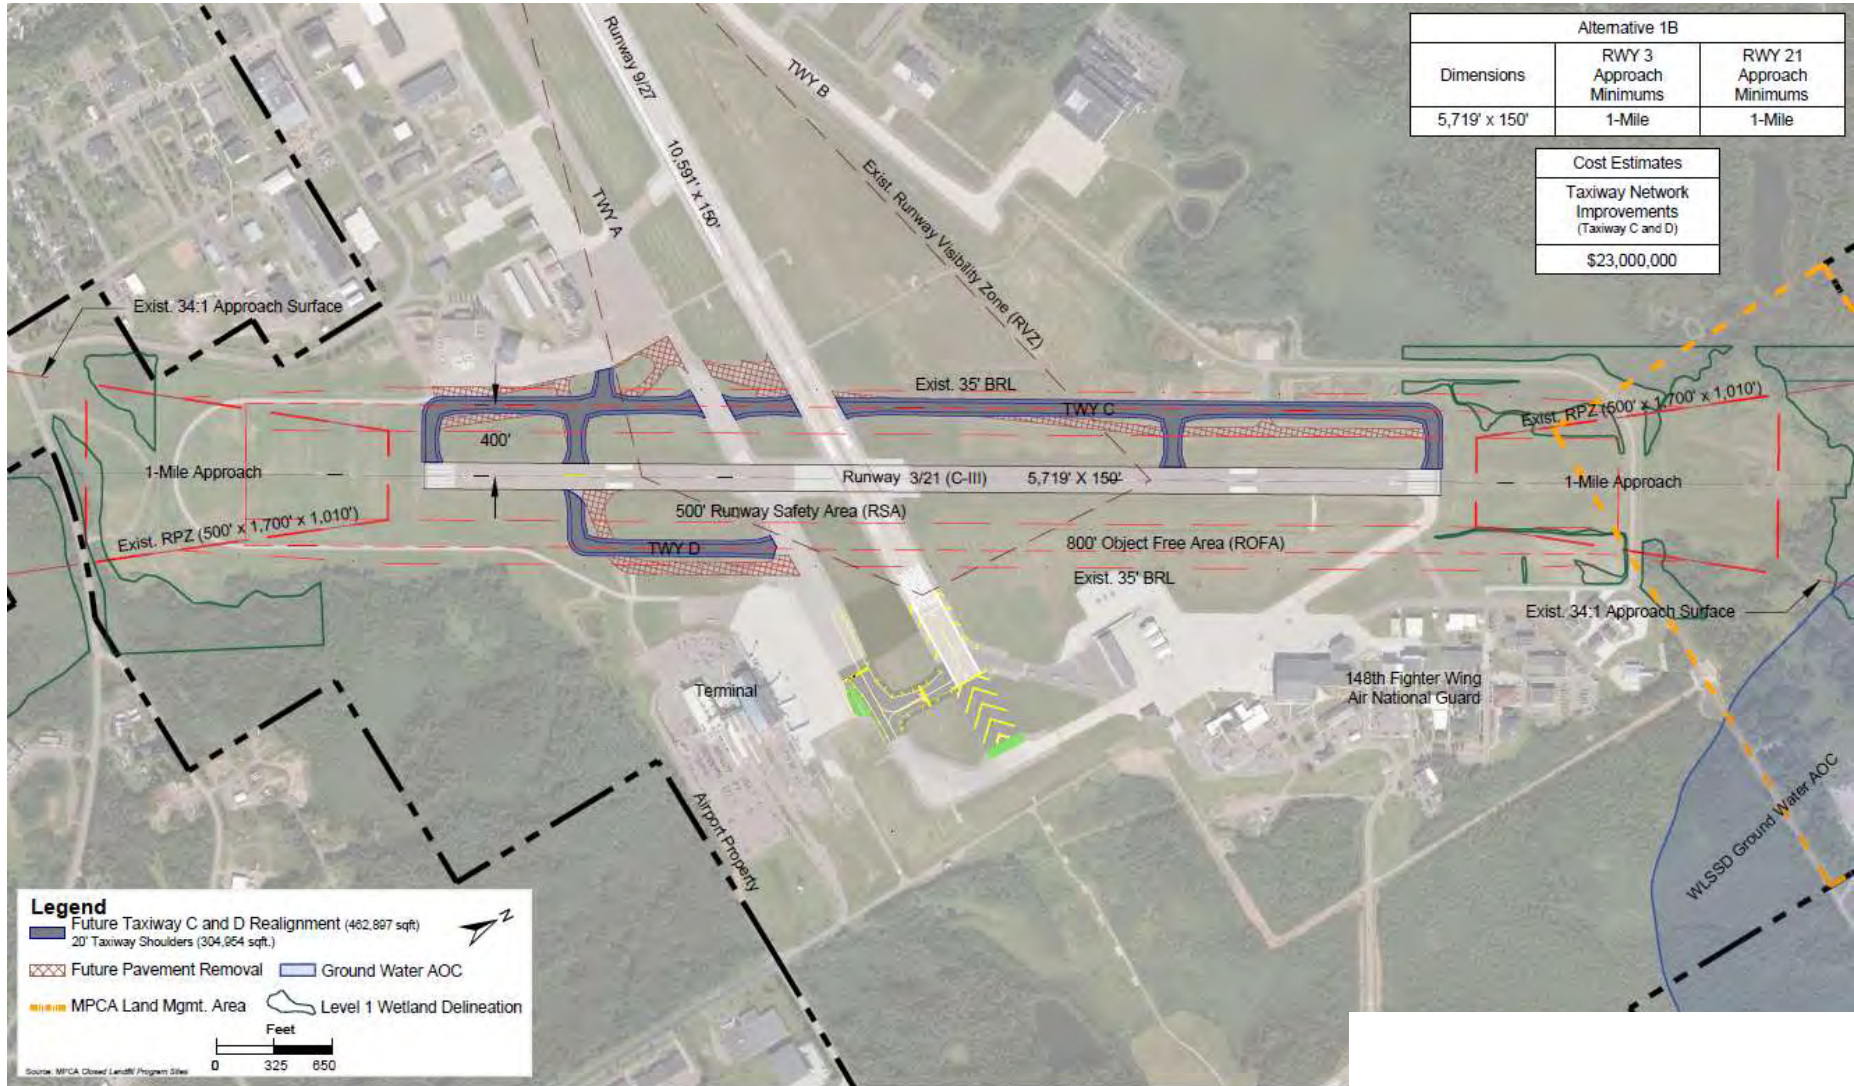 Alternative 1B
Dimensions
RWY 3
Approach
Minimums
RWY 21
Approach
Minimums
5,719' x 150'
1-Mile
1-Mile
Cost Estimates
Taxiway Network
Improvements
(Taxiway C and D)
$23,000,000
Runway 9/27
10,591' x 150'
TWY B
TWY A
Exist. Runway Visibility Zone (RVZ)
Exist. 34:1 Approach Surface
Exist. 35' BRL
TWY C
Exist. RPZ (500' x 1,700' x 1,010')
400'
1-Mile Approach
Runway 3/21 (C-III)
5,719' X 150'
1-Mile Approach
500' Runway Safety Area (RSA)
Exist. RPZ (500' x 1,700' x 1,010')
TWY D
800' Object Free Area (ROFA)
Exist. 35' BRL
Exist. 34:1 Approach Surface
Terminal
148th Fighter Wing
Air National Guard
Airport Property
WLSSD Ground Water AOC
Legend
Future Taxiway C and D Realignment (462,897 sqft)
20' Taxiway Shoulders (304,954 sqft.)
N
Future Pavement Removal
Ground Water AOC
MPCA Land Mgmt. Area
Level 1 Wetland Delineation
Feet
0
325
650
Source: MPCA Closed Landfill Program Sites